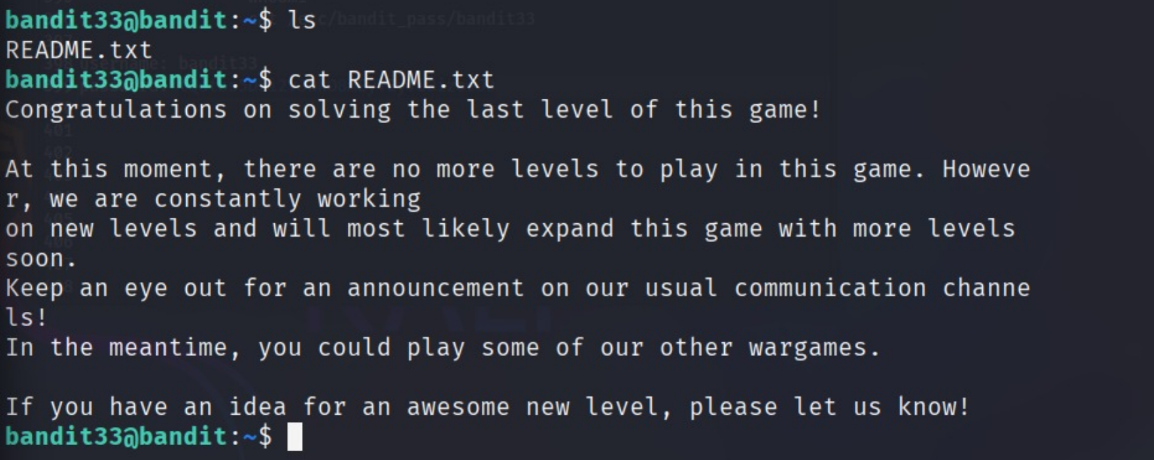 bandit33@bandit:~$ ls
README.txt
bandit33@bandit:~$ cat README.txt
Congratulations on solving the last level of this game!
At this moment, there are no more levels to play in this game. Howeve
r, we are constantly working
on new levels and will most likely expand this game with more levels
soon.
Keep an eye out for an announcement on our usual communication channe
ls!
In the meantime, you could play some of our other wargames.
If you have an idea for an awesome new level, please let us know!
bandit33@bandit:~$